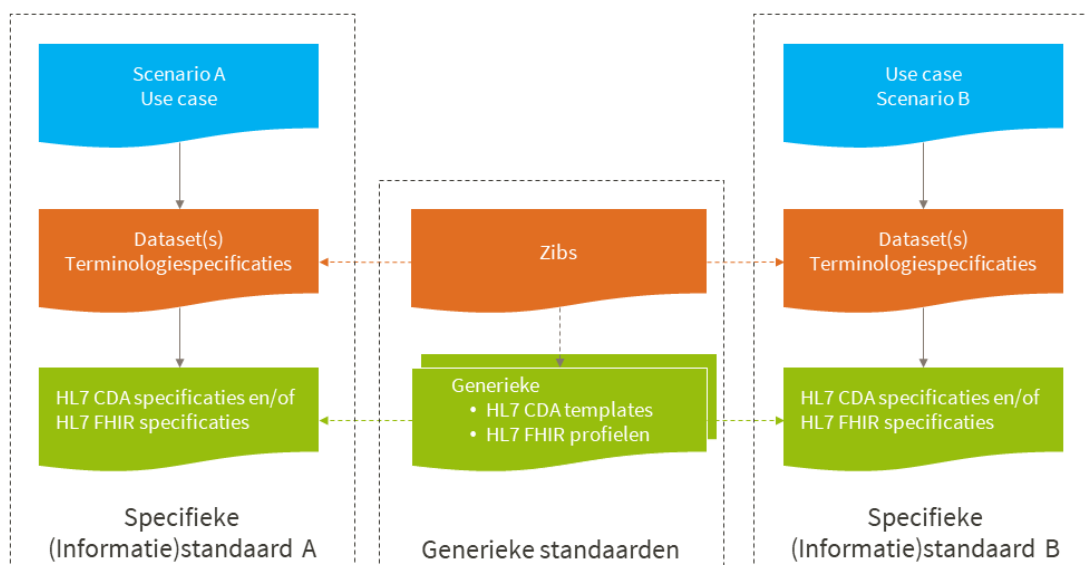 Scenario A
Use case
Use case
Scenario B
Dataset(s)
Terminologiespecificaties
Zibs
Dataset(s)
Terminologiespecificaties
HL7 CDA specificaties en/of
HL7 FHIR specificaties
Generieke
• HL7 CDA templates
• HL7 FHIR profielen
HL7 CDA specificaties en/of
HL7 FHIR specificaties
Specifieke
(Informatie)standaard A
Generieke standaarden
Specifieke
(Informatie)standaard B